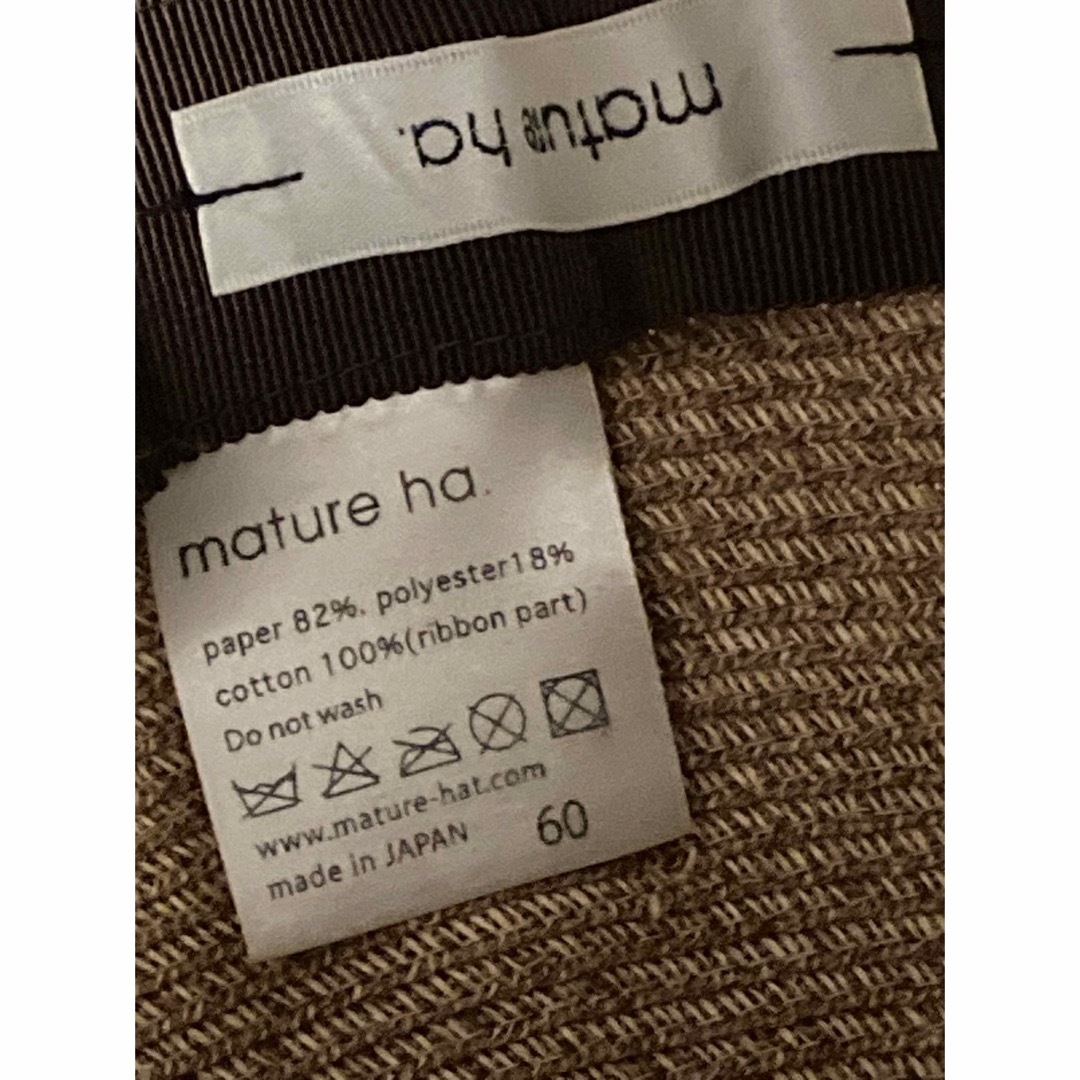 mature ha.
mature ha.
paper 82%. polyester18%
cotton 100%(ribbon part)
Do not wash
www.mature-hat.com
made in JAPAN 60